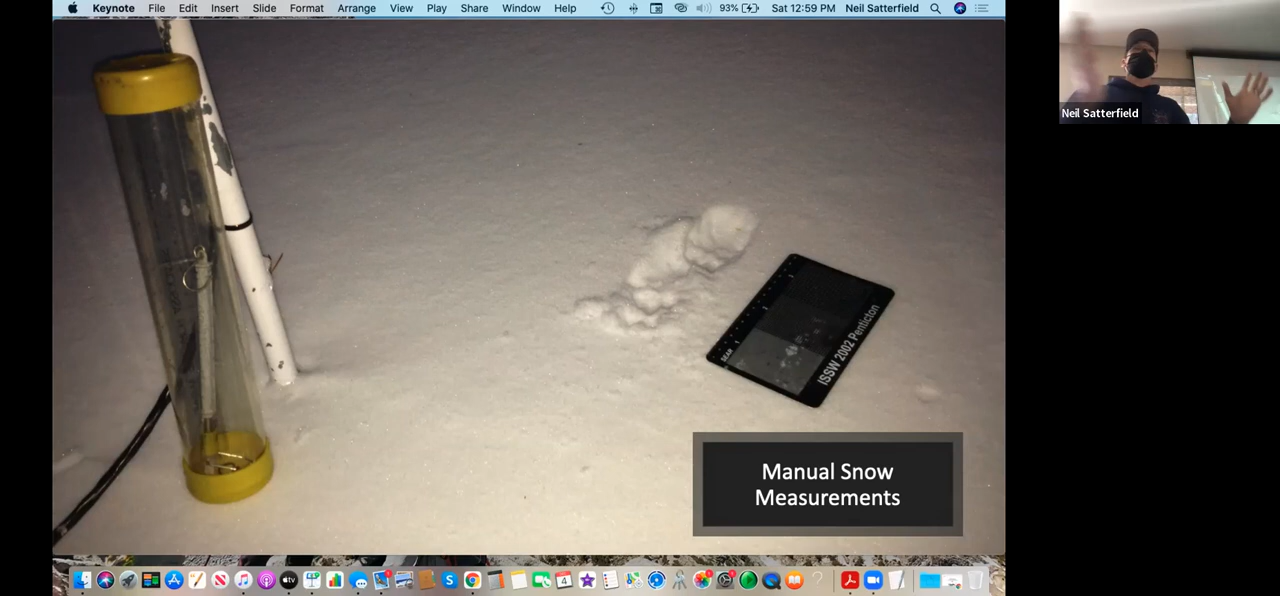 Keynote File Edit Insert Slide Format Arrange View Play Share Window Help 93% Sat 12:59 PM Neil Satterfield
Neil Satterfield
ISSW 2002 Penticton
Manual Snow
Measurements